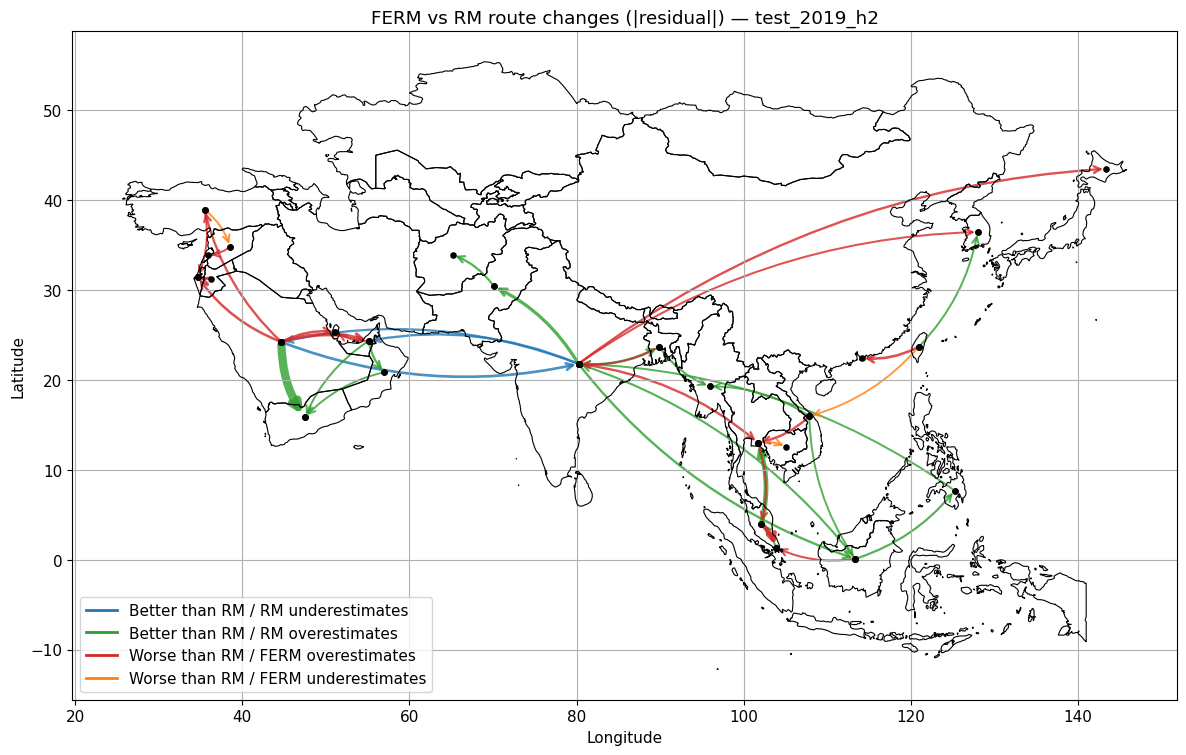 FERM vs RM route changes (|residual|) — test_2019_h2
Latitude
50
40
30
20
10
0
−10
Better than RM / RM underestimates
Better than RM / RM overestimates
Worse than RM / FERM overestimates
Worse than RM / FERM underestimates
20 40 60 80 100 120 140
Longitude